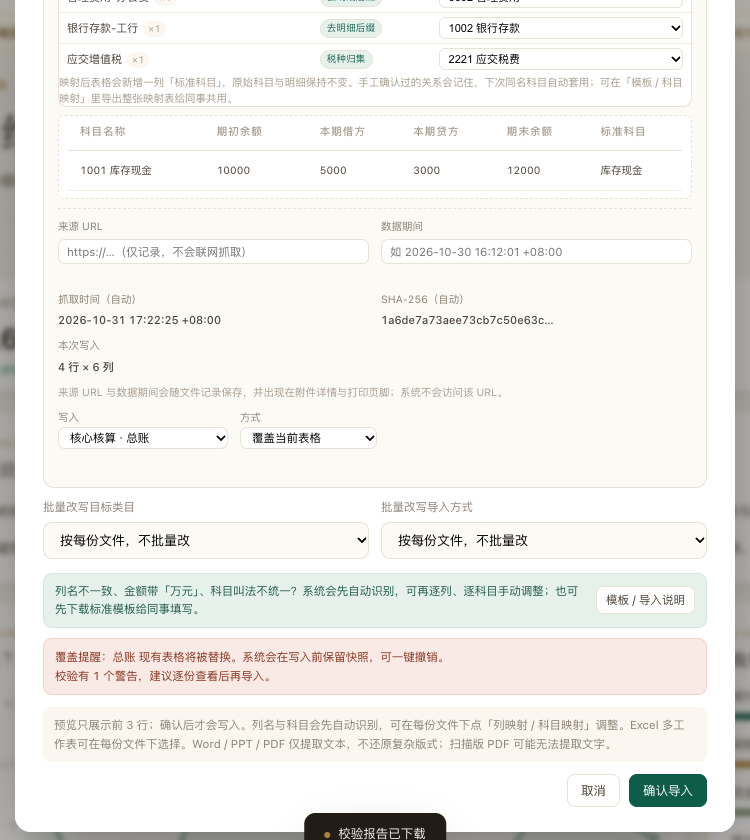 银行存款-工行 ×1 去明细后缀 1002 银行存款
应交增值税 ×1 税种归集 2221 应交税费
映射后表格会新增一列「标准科目」，原始科目与明细保持不变。手工确认过的关系会记住，下次同名科目自动套用；可在「模板 / 科目
映射」里导出整张映射表给同事共用。
科目名称 期初余额 本期借方 本期贷方 期末余额 标准科目
1001 库存现金 10000 5000 3000 12000 库存现金
来源 URL 数据期间
https://…（仅记录，不会联网抓取） 如 2026-10-30 16:12:01 +08:00
抓取时间（自动） SHA-256（自动）
2026-10-31 17:22:25 +08:00 1a6de7a73aee73cb7c50e63c…
本次写入
4 行 × 6 列
来源 URL 与数据期间会随文件记录保存，并出现在附件详情与打印页脚；系统不会访问该 URL。
写入 方式
核心核算 · 总账 覆盖当前表格
批量改写目标类目 批量改写导入方式
按每份文件，不批量改 按每份文件，不批量改
列名不一致、金额带「万元」、科目叫法不统一？系统会先自动识别，可再逐列、逐科目手动调整；也可
先下载标准模板给同事填写。
模板 / 导入说明
覆盖提醒：总账 现有表格将被替换。系统会在写入前保留快照，可一键撤销。
校验有 1 个警告，建议逐份查看后再导入。
预览只展示前 3 行；确认后才会写入。列名与科目会先自动识别，可在每份文件下点「列映射 / 科目映射」调整。Excel 多工
作表可在每份文件下选择。Word / PPT / PDF 仅提取文本，不还原复杂版式；扫描版 PDF 可能无法提取文字。
取消 确认导入
校验报告已下载